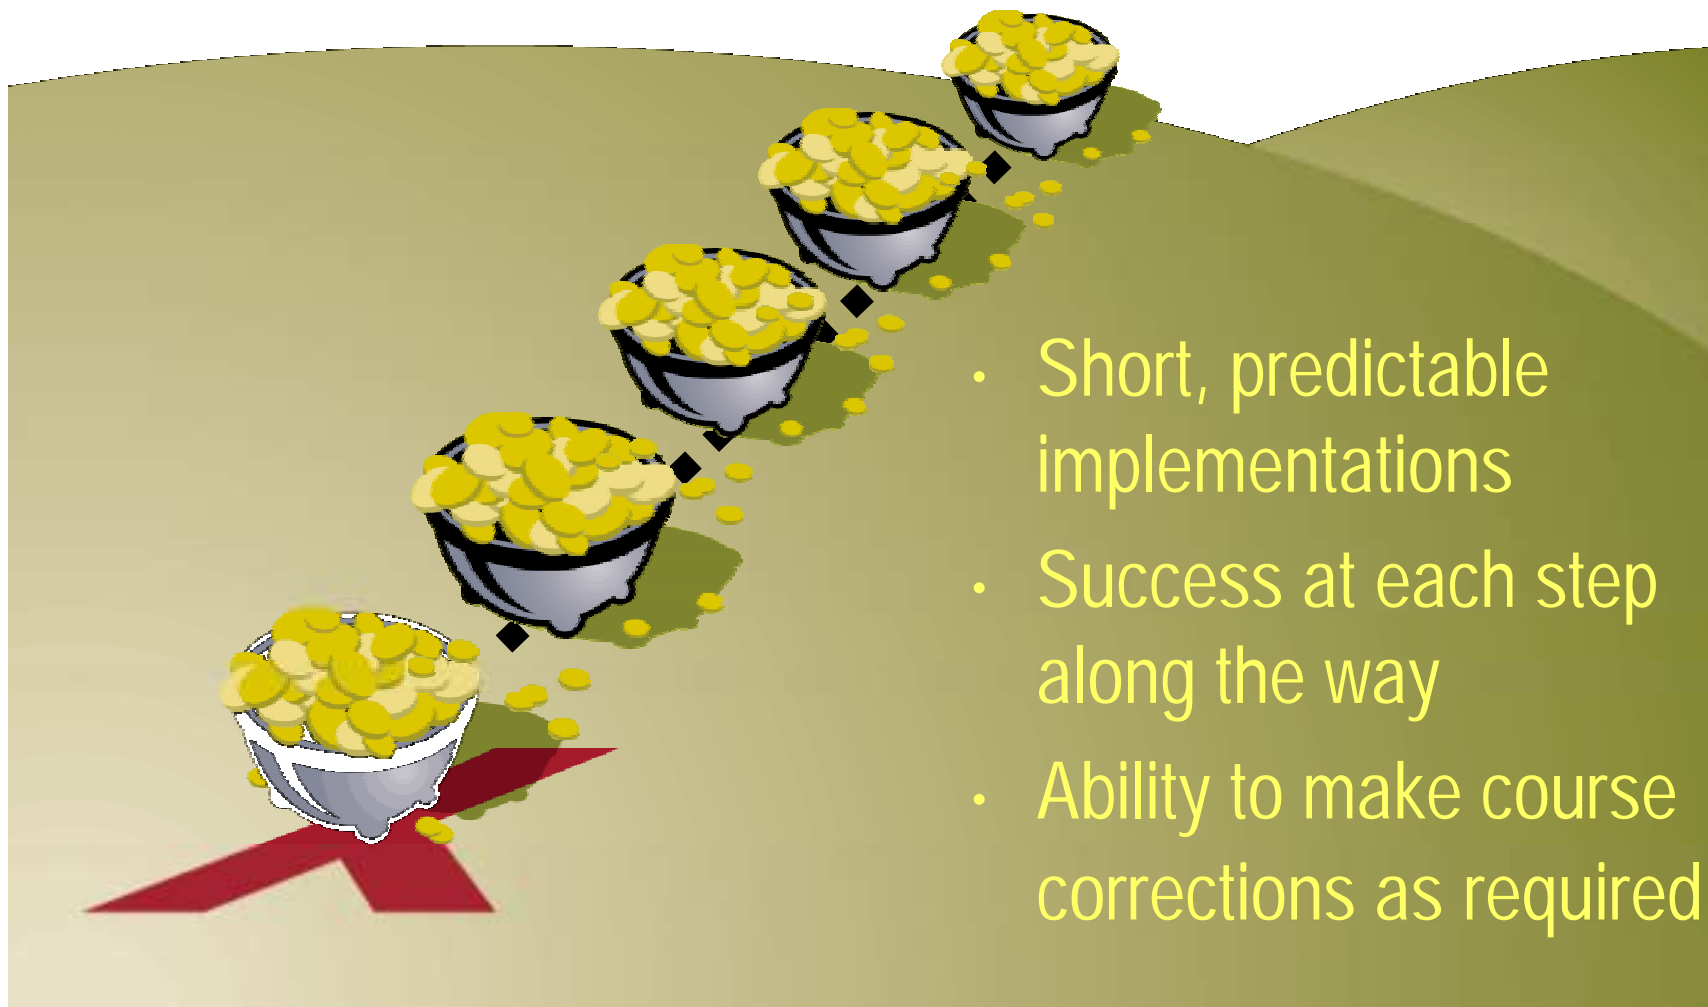 • Short, predictable
implementations
• Success at each step
along the way
• Ability to make course
corrections as required